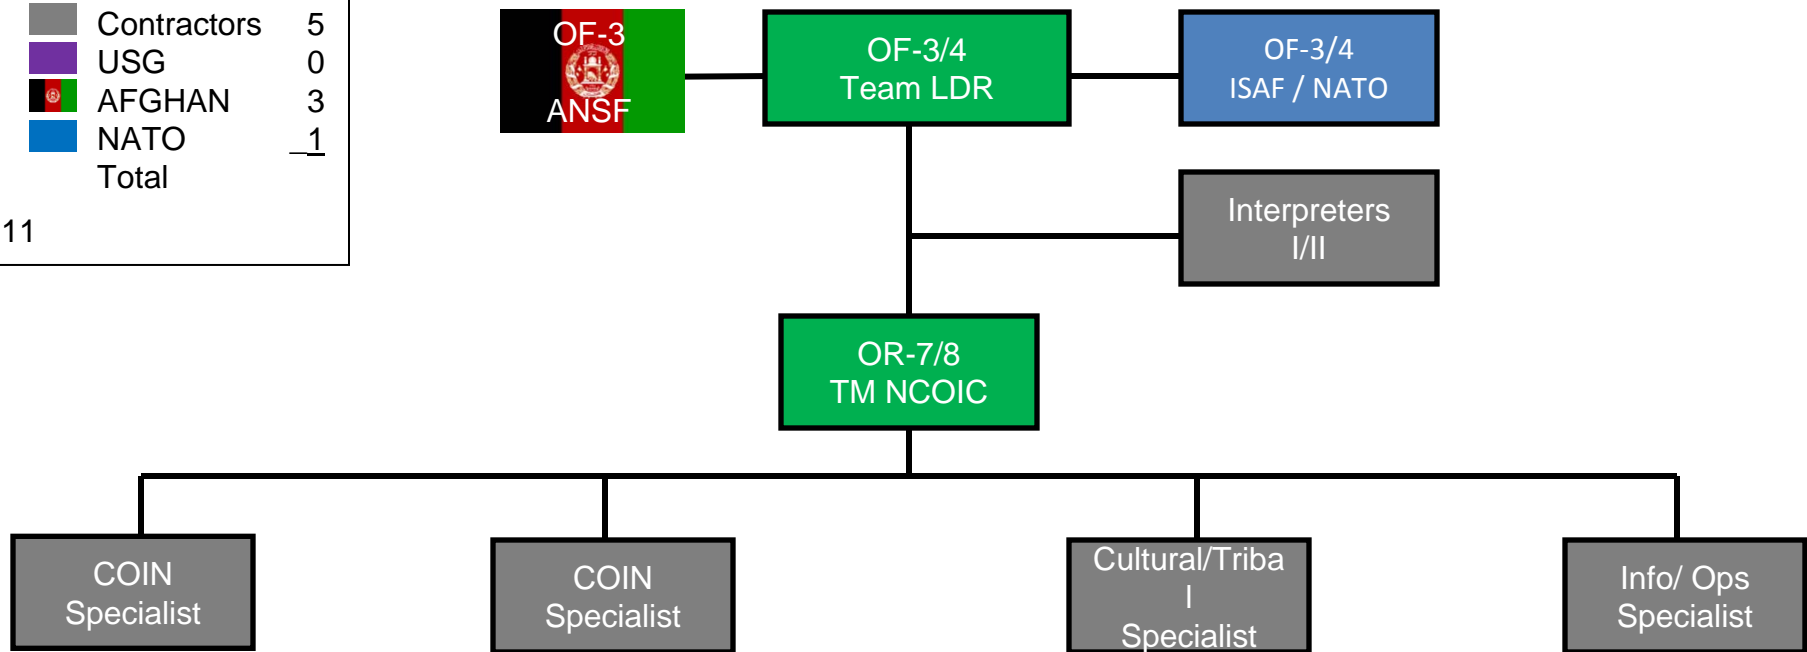 Contractors 5
USG 0
AFGHAN 3
NATO _1
Total
11
OF-3
ANSF
OF-3/4
Team LDR
OF-3/4
ISAF / NATO
Interpreters
I/II
OR-7/8
TM NCOIC
COIN
Specialist
COIN
Specialist
Cultural/Triba
l
Specialist
Info/ Ops
Specialist